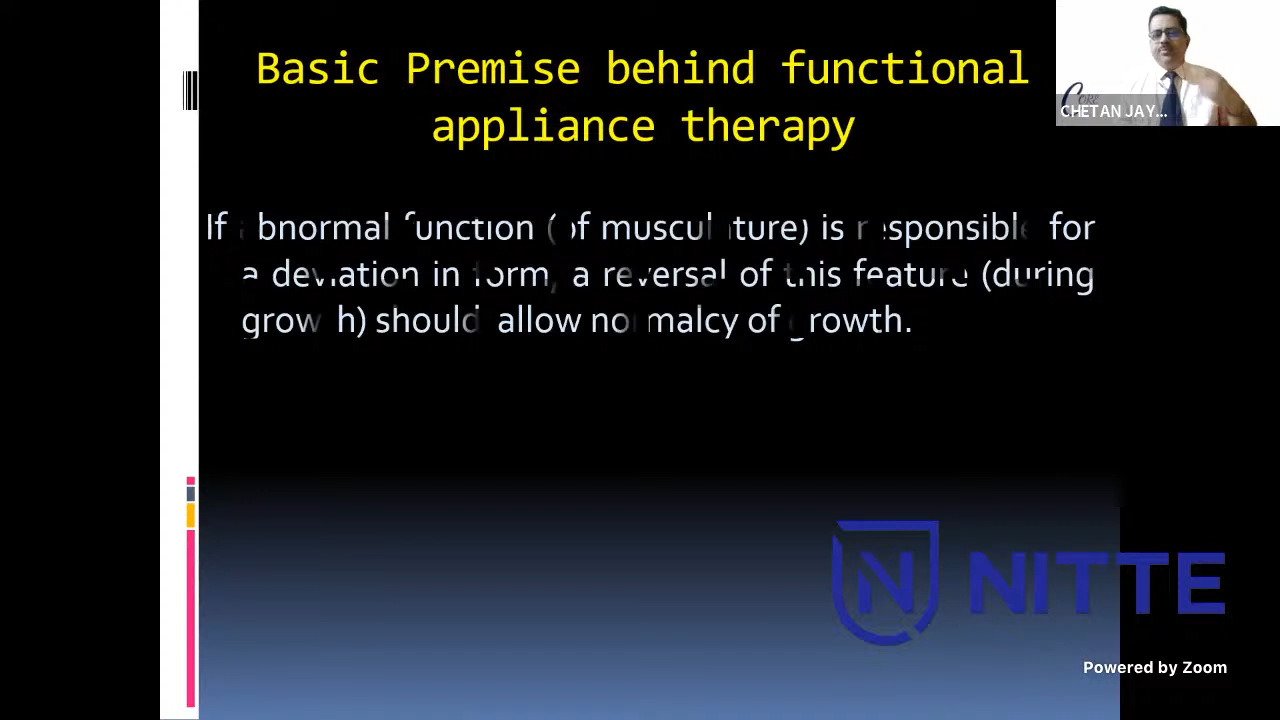 Basic Premise behind functional
appliance therapy
If abnormal function (of musculature) is responsible for
a deviation in form, a reversal of this feature (during
growth) should allow normalcy of growth.
CHETAN JAY...
N NITTE
Powered by Zoom